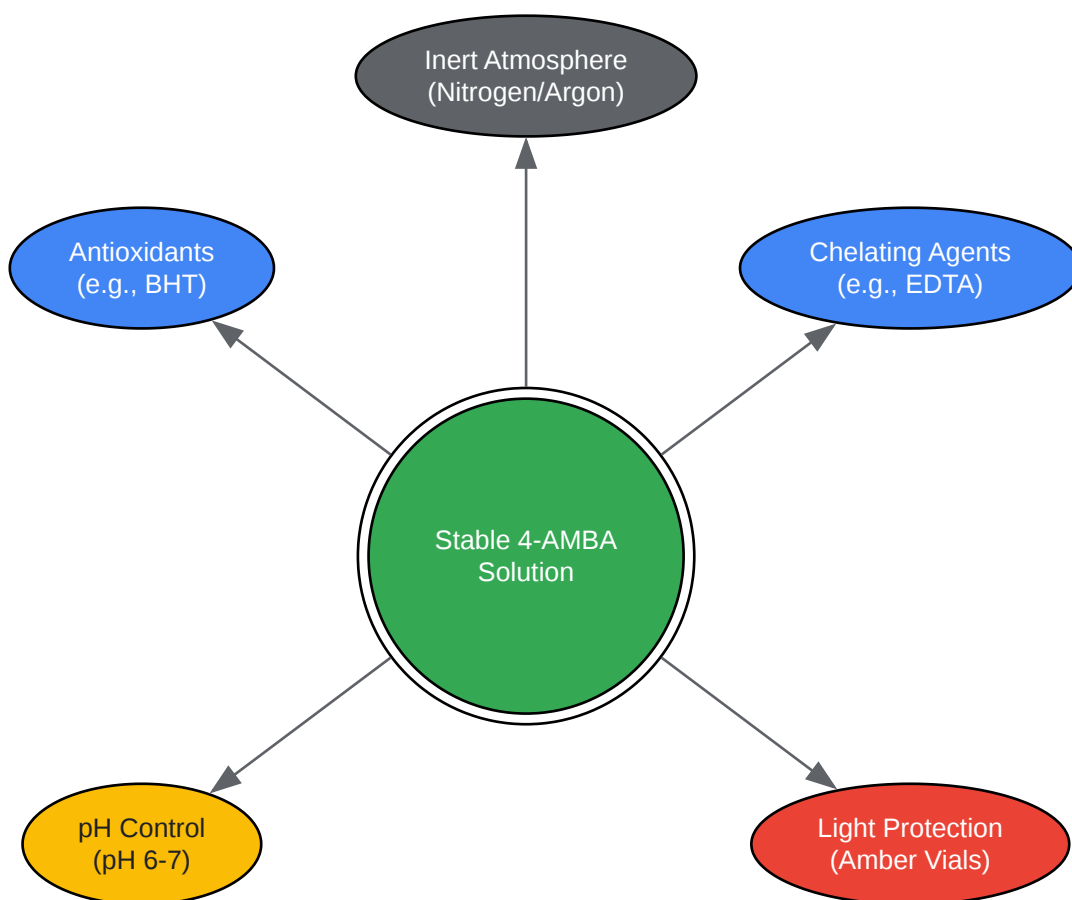 Inert Atmosphere
(Nitrogen/Argon)
Antioxidants
(e.g., BHT)
Chelating Agents
(e.g., EDTA)
Stable 4-AMBA
Solution
pH Control
(pH 6-7)
Light Protection
(Amber Vials)